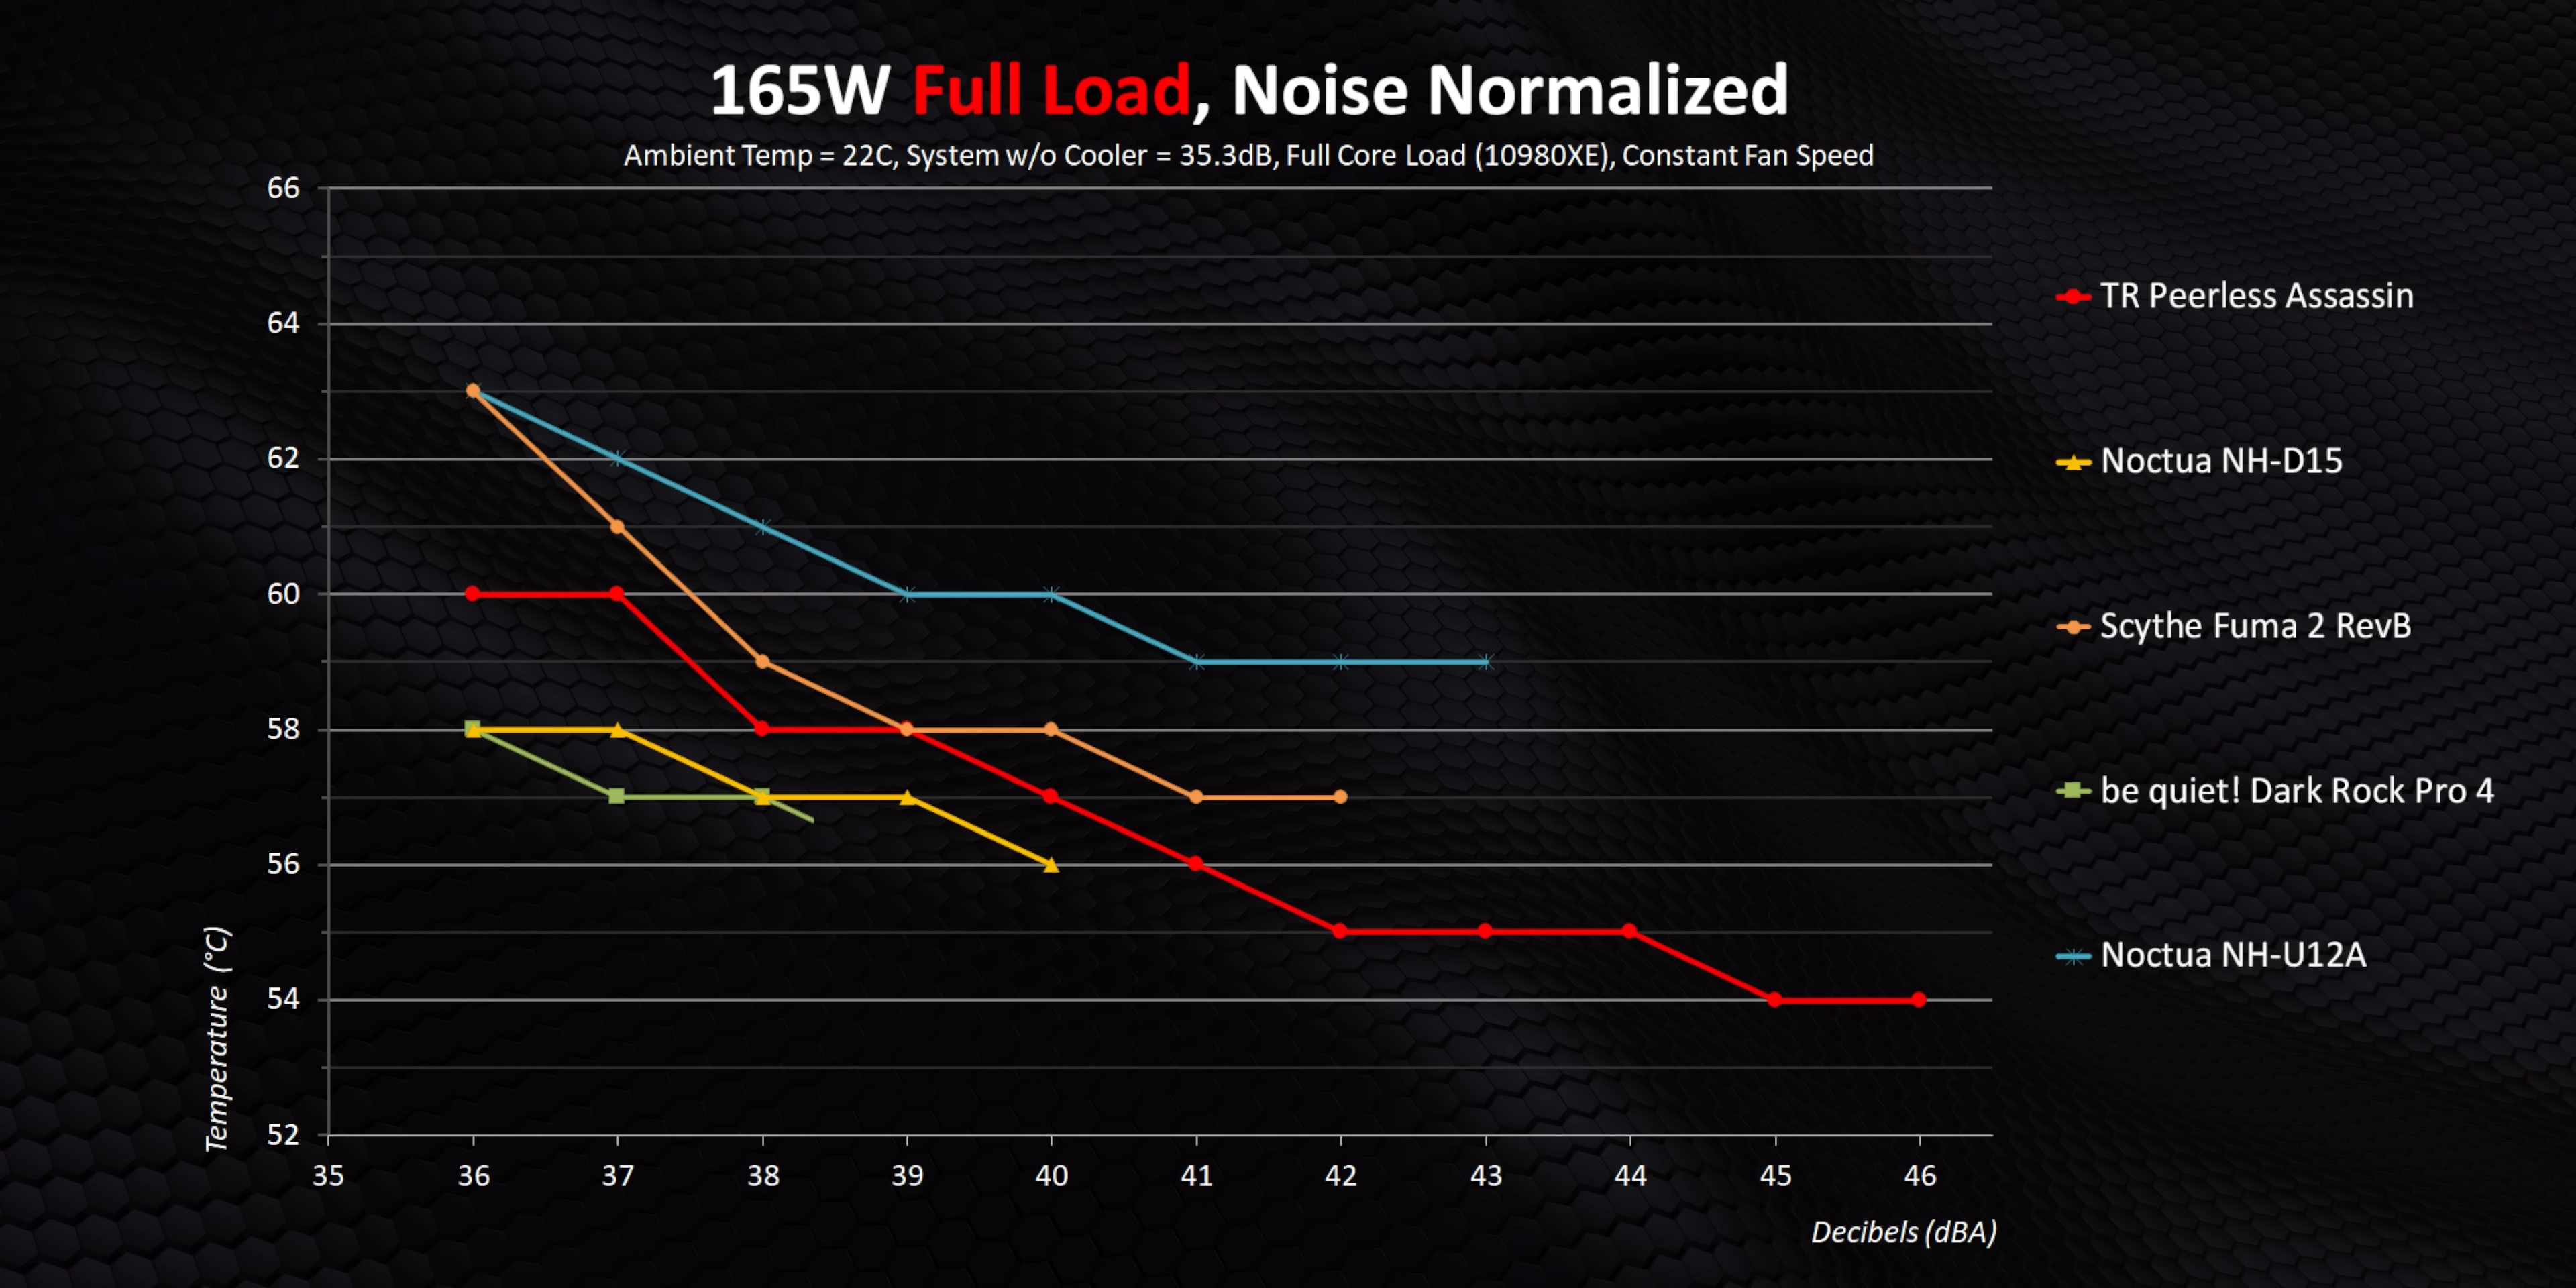 165W Full Load, Noise Normalized
Ambient Temp = 22C, System w/o Cooler = 35.3dB, Full Core Load (10980XE), Constant Fan Speed
66
64
62
60
58
56
54
52
Temperature (°C)
35 36 37 38 39 40 41 42 43 44 45 46
Decibels (dBA)
TR Peerless Assassin
Noctua NH-D15
Scythe Fuma 2 RevB
be quiet! Dark Rock Pro 4
Noctua NH-U12A